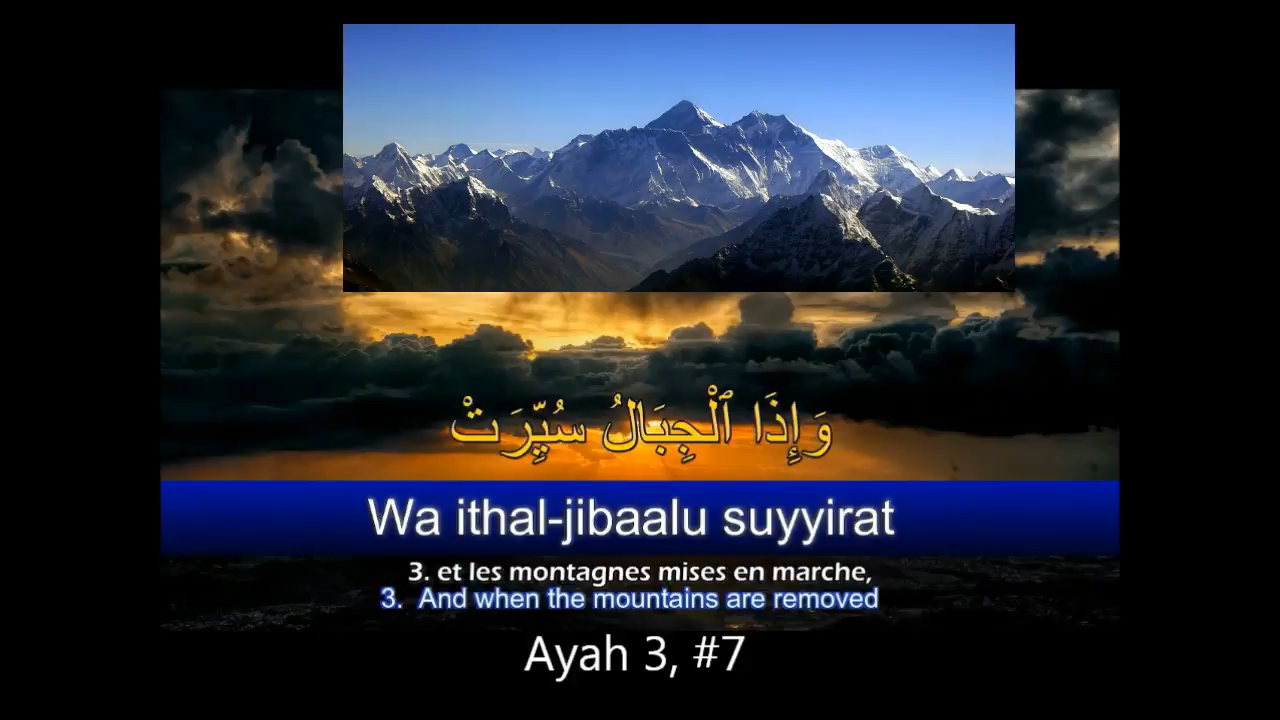 وَإِذَا ٱلْجِبَالُ سُيِّرَتْ
Wa ithal-jibaalu suyyirat
3. et les montagnes mises en marche,
3. And when the mountains are removed
Ayah 3, #7